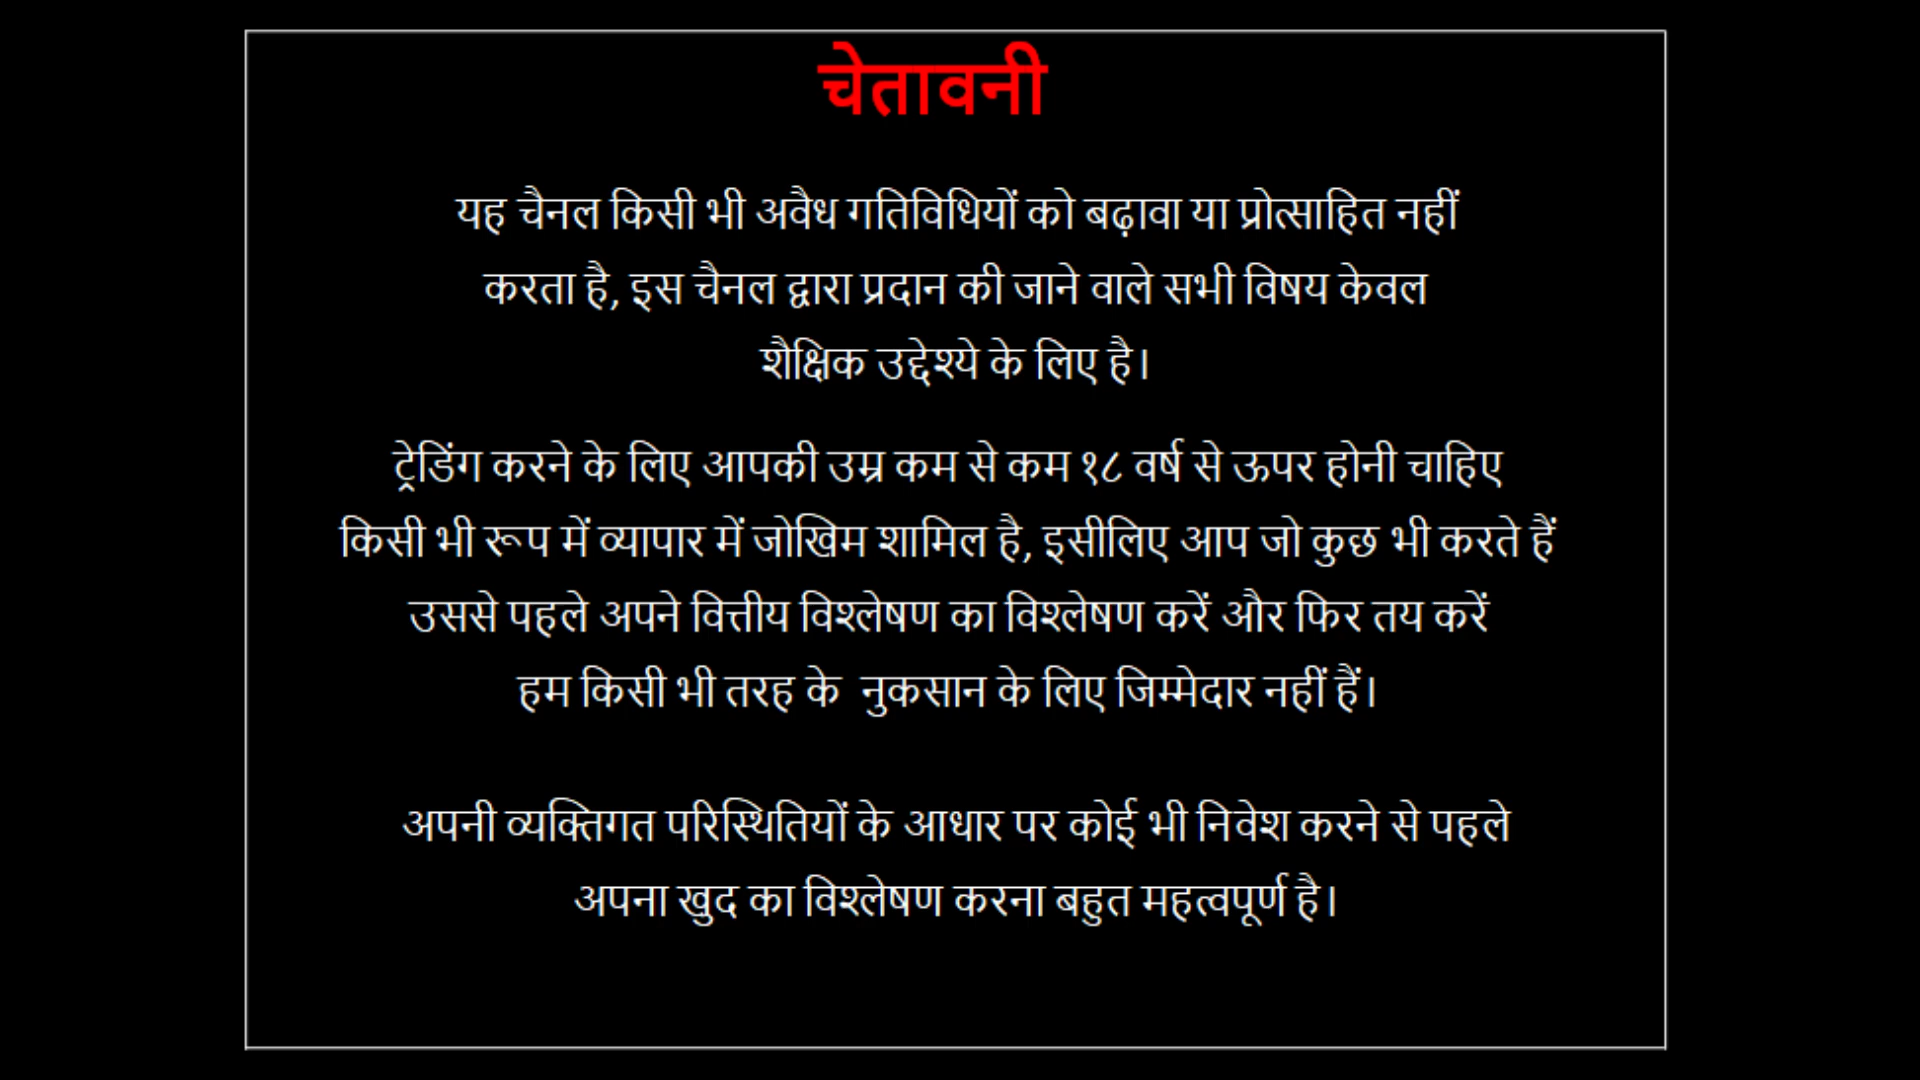 चेतावनी
यह चैनल किसी भी अवैध गतिविधियों को बढ़ावा या प्रोत्साहित नहीं
करता है, इस चैनल द्वारा प्रदान की जाने वाले सभी विषय केवल
शैक्षिक उद्देश्ये के लिए है।
ट्रेडिंग करने के लिए आपकी उम्र कम से कम १८ वर्ष से ऊपर होनी चाहिए
किसी भी रूप में व्यापार में जोखिम शामिल है, इसीलिए आप जो कुछ भी करते हैं
उससे पहले अपने वित्तीय विश्लेषण का विश्लेषण करें और फिर तय करें
हम किसी भी तरह के नुकसान के लिए जिम्मेदार नहीं हैं।
अपनी व्यक्तिगत परिस्थितियों के आधार पर कोई भी निवेश करने से पहले
अपना खुद का विश्लेषण करना बहुत महत्वपूर्ण है।